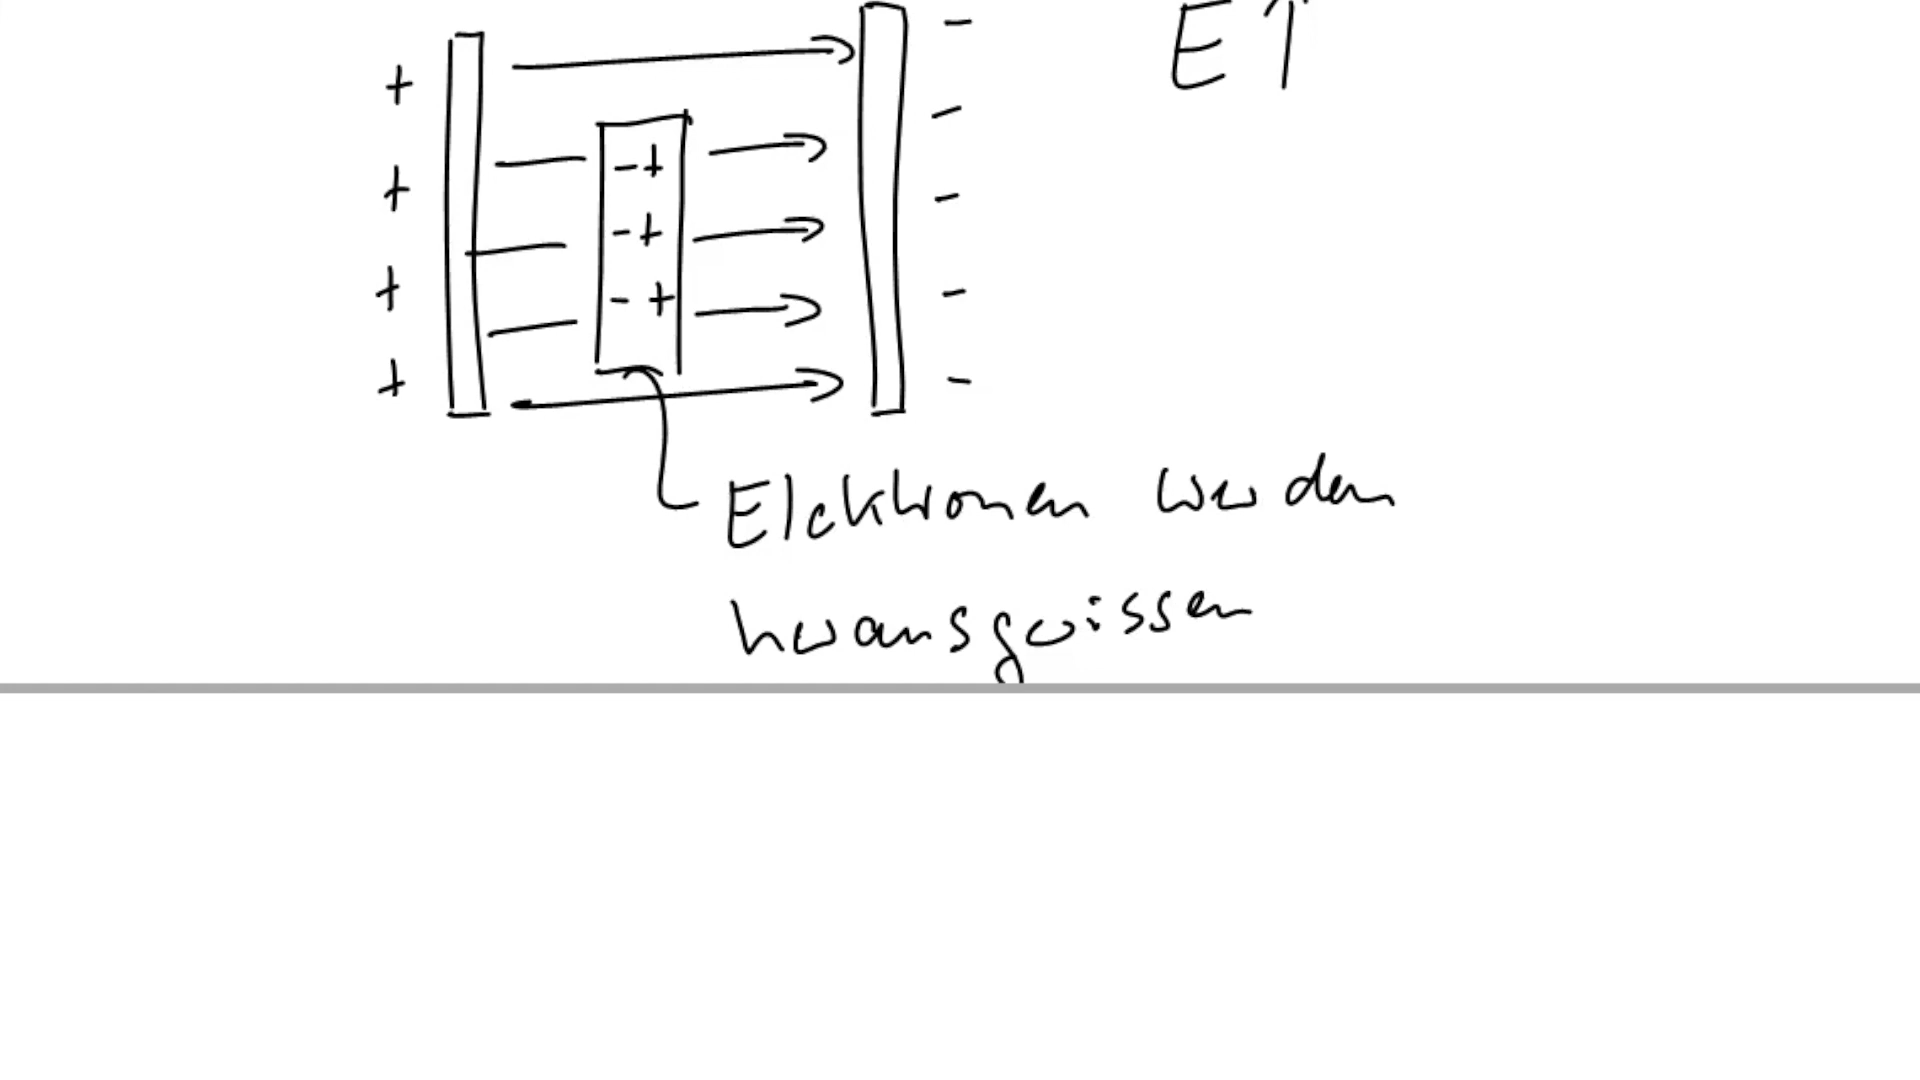 E↑
+ -
+ - + -
- + -
+ - + -
+ -
Elektronen werden
herausgerissen